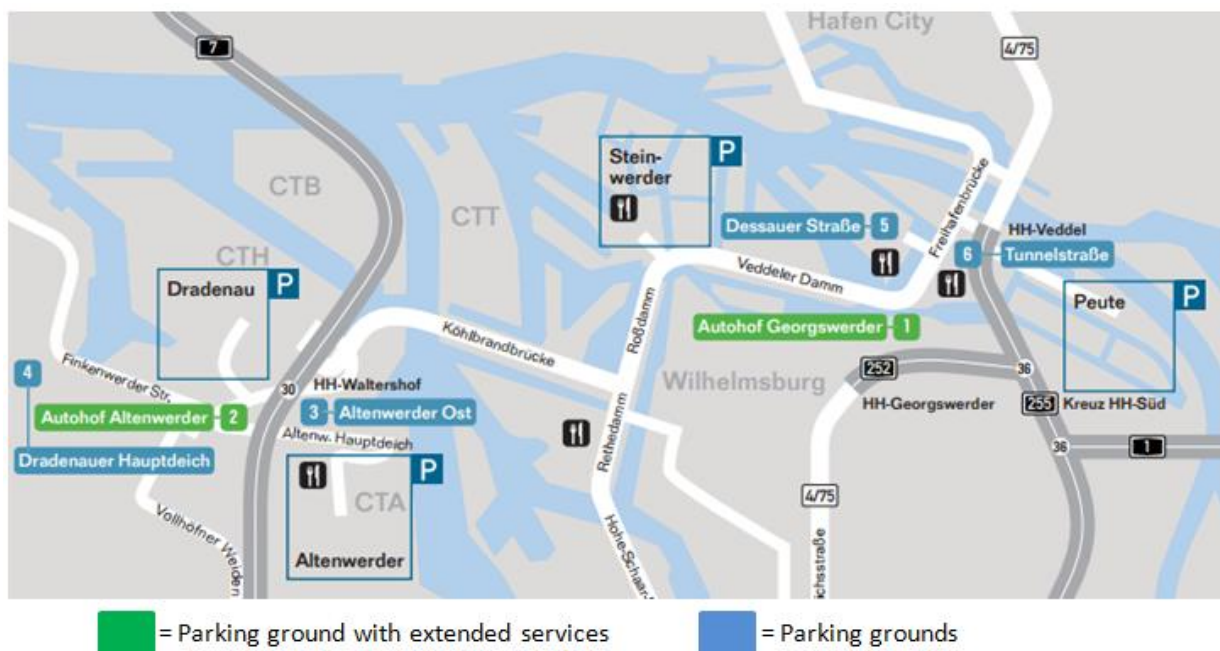 Hafen City
7
4/75
Stein-
werder
P
CTB
CTT
Dessauer Straße
5
Freihafenbrücke
HH-Veddel
6
Tunnelstraße
CTH
Veddeler Damm
Dradenau
P
Peute
P
Roßdamm
Autohof Georgswerder
1
Köhlbrandbrücke
Finkenwerder Str.
4
30
HH-Waltershof
Wilhelmsburg
252
36
3
Altenwerder Ost
HH-Georgswerder
255
Kreuz HH-Süd
Autohof Altenwerder
2
Altenw. Hauptdeich
Rethedamm
36
1
Dradenauer Hauptdeich
P
CTA
4/75
Vollhöfner Weiden
Altenwerder
Hohe-Schaar-
ichsstraße
= Parking ground with extended services
= Parking grounds